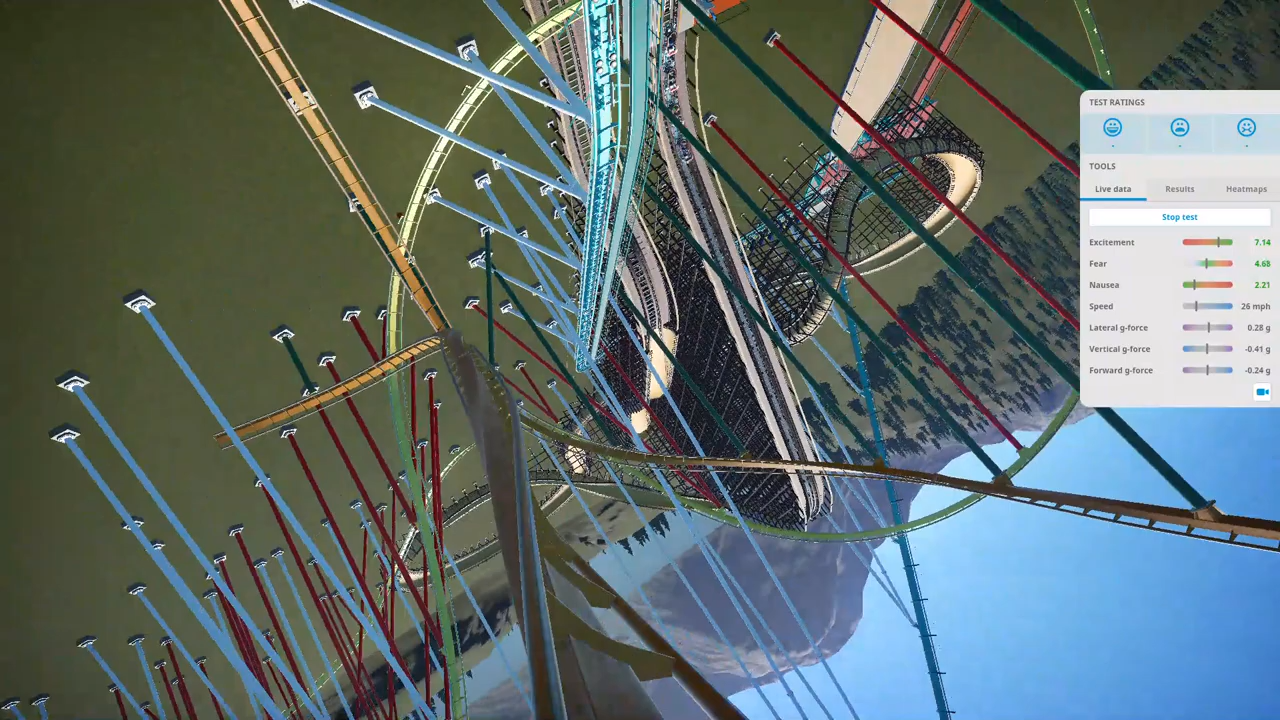 TEST RATINGS
- - -
TOOLS
Live data Results Heatmaps
Stop test
Excitement 7.14
Fear 4.68
Nausea 2.21
Speed 26 mph
Lateral g-force 0.28 g
Vertical g-force -0.41 g
Forward g-force -0.24 g